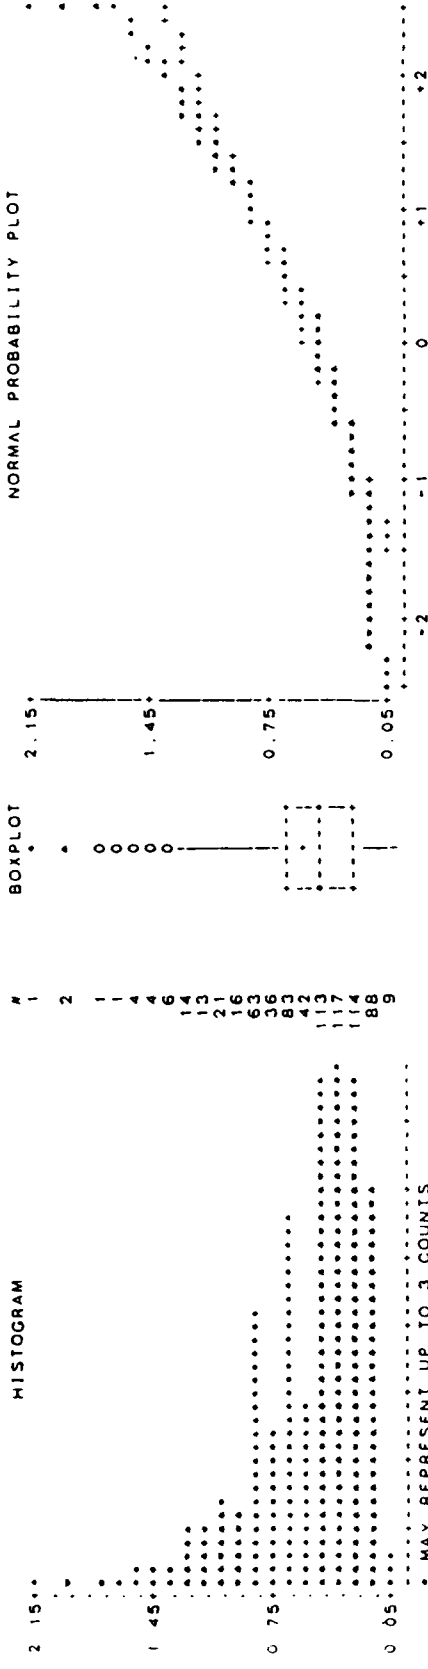 HISTOGRAM # BOXPLOT NORMAL PROBABILITY PLOT
2.15 1 2.15
2
1
1
4
1.45 4 1.45
6
14
13
21
16
63
0.75 36 0.75
83
42
113
117
114
88
0.05 9 0.05
* MAY REPRESENT UP TO 3 COUNTS -2 -1 0 +1 +2